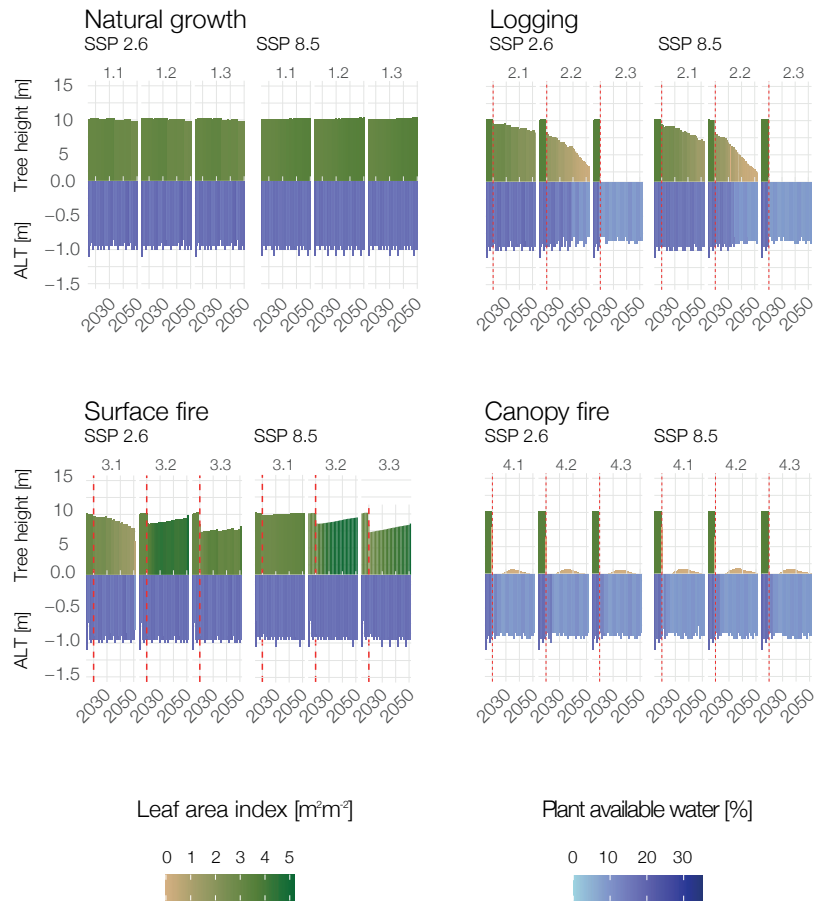 Natural growth
SSP 2.6 SSP 8.5
1.1 1.2 1.3 1.1 1.2 1.3
15
10
5
0.0
−0.5
−1.0
−1.5
Tree height [m]
ALT [m]
2030 2050 2030 2050 2030 2050 2030 2050 2030 2050 2030 2050
Logging
SSP 2.6 SSP 8.5
2.1 2.2 2.3 2.1 2.2 2.3
2030 2050 2030 2050 2030 2050 2030 2050 2030 2050 2030 2050
Surface fire
SSP 2.6 SSP 8.5
3.1 3.2 3.3 3.1 3.2 3.3
15
10
5
0.0
−0.5
−1.0
−1.5
Tree height [m]
ALT [m]
2030 2050 2030 2050 2030 2050 2030 2050 2030 2050 2030 2050
Canopy fire
SSP 2.6 SSP 8.5
4.1 4.2 4.3 4.1 4.2 4.3
2030 2050 2030 2050 2030 2050 2030 2050 2030 2050 2030 2050
Leaf area index [m²m⁻²]
0 1 2 3 4 5
Plant available water [%]
0 10 20 30